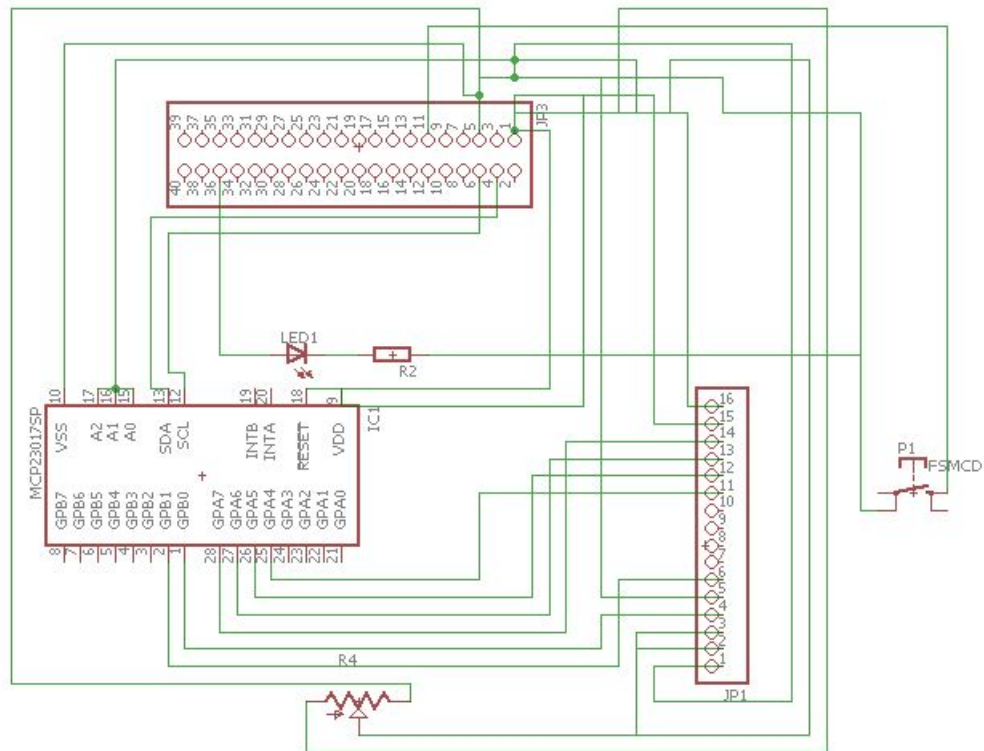 39 37 35 33 31 29 27 25 23 21 19 17 15 13 11 9 7 5 3 1
JP3
40 38 36 34 32 30 28 26 24 22 20 18 16 14 12 10 8 6 4 2
LED1
R2
10 17 16 15 13 12 19 20 18 9
IC1
MCP23017SP
VSS A2 A1 A0 SDA SCL INTB INTA RESET VDD
GPB7 GPB6 GPB5 GPB4 GPB3 GPB2 GPB1 GPB0 GPA7 GPA6 GPA5 GPA4 GPA3 GPA2 GPA1 GPA0
8 7 6 5 4 3 2 1 28 27 26 25 24 23 22 21
16
15
14
13
12
11
10
9
8
7
6
5
4
3
2
1
JP1
P1
FSMCD
R4